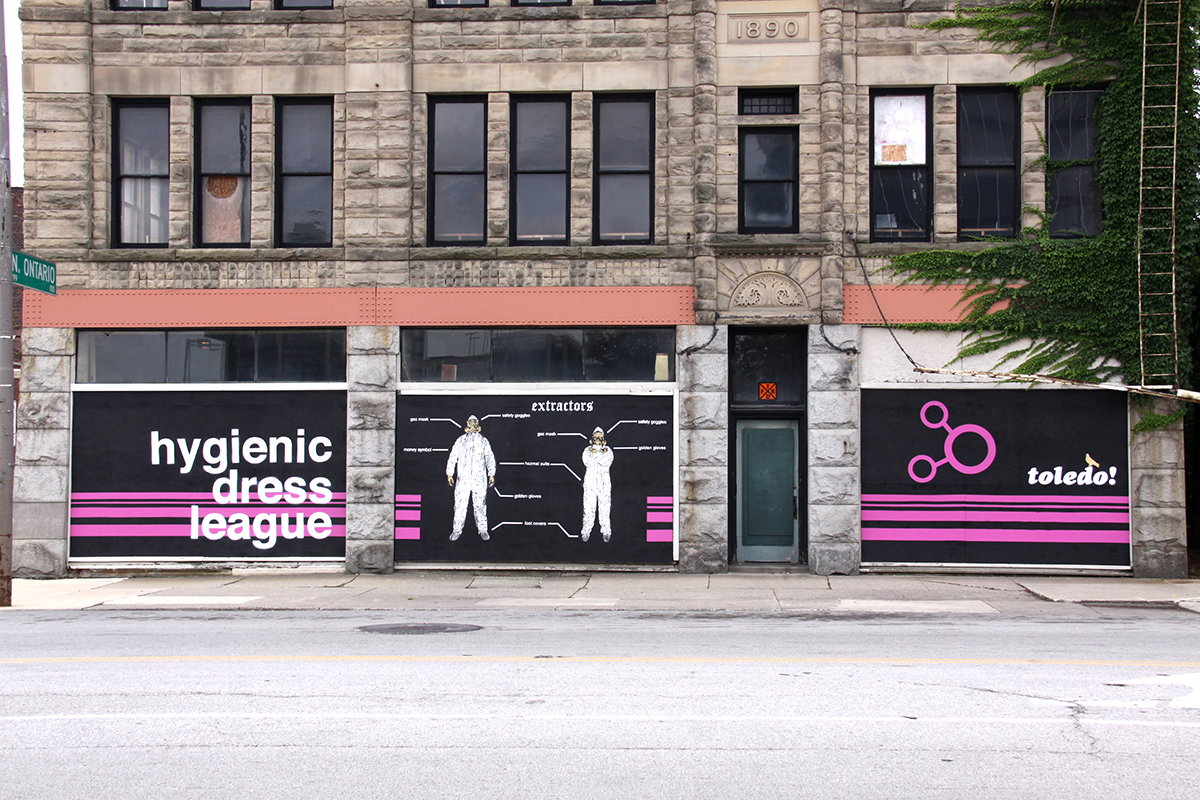 1890
N. ONTARIO
100
hygienic
dress
league
extractors
gas mask
safety goggles
money symbol
hazmat suits
golden gloves
foot covers
gas mask
safety goggles
golden gloves
toledo!